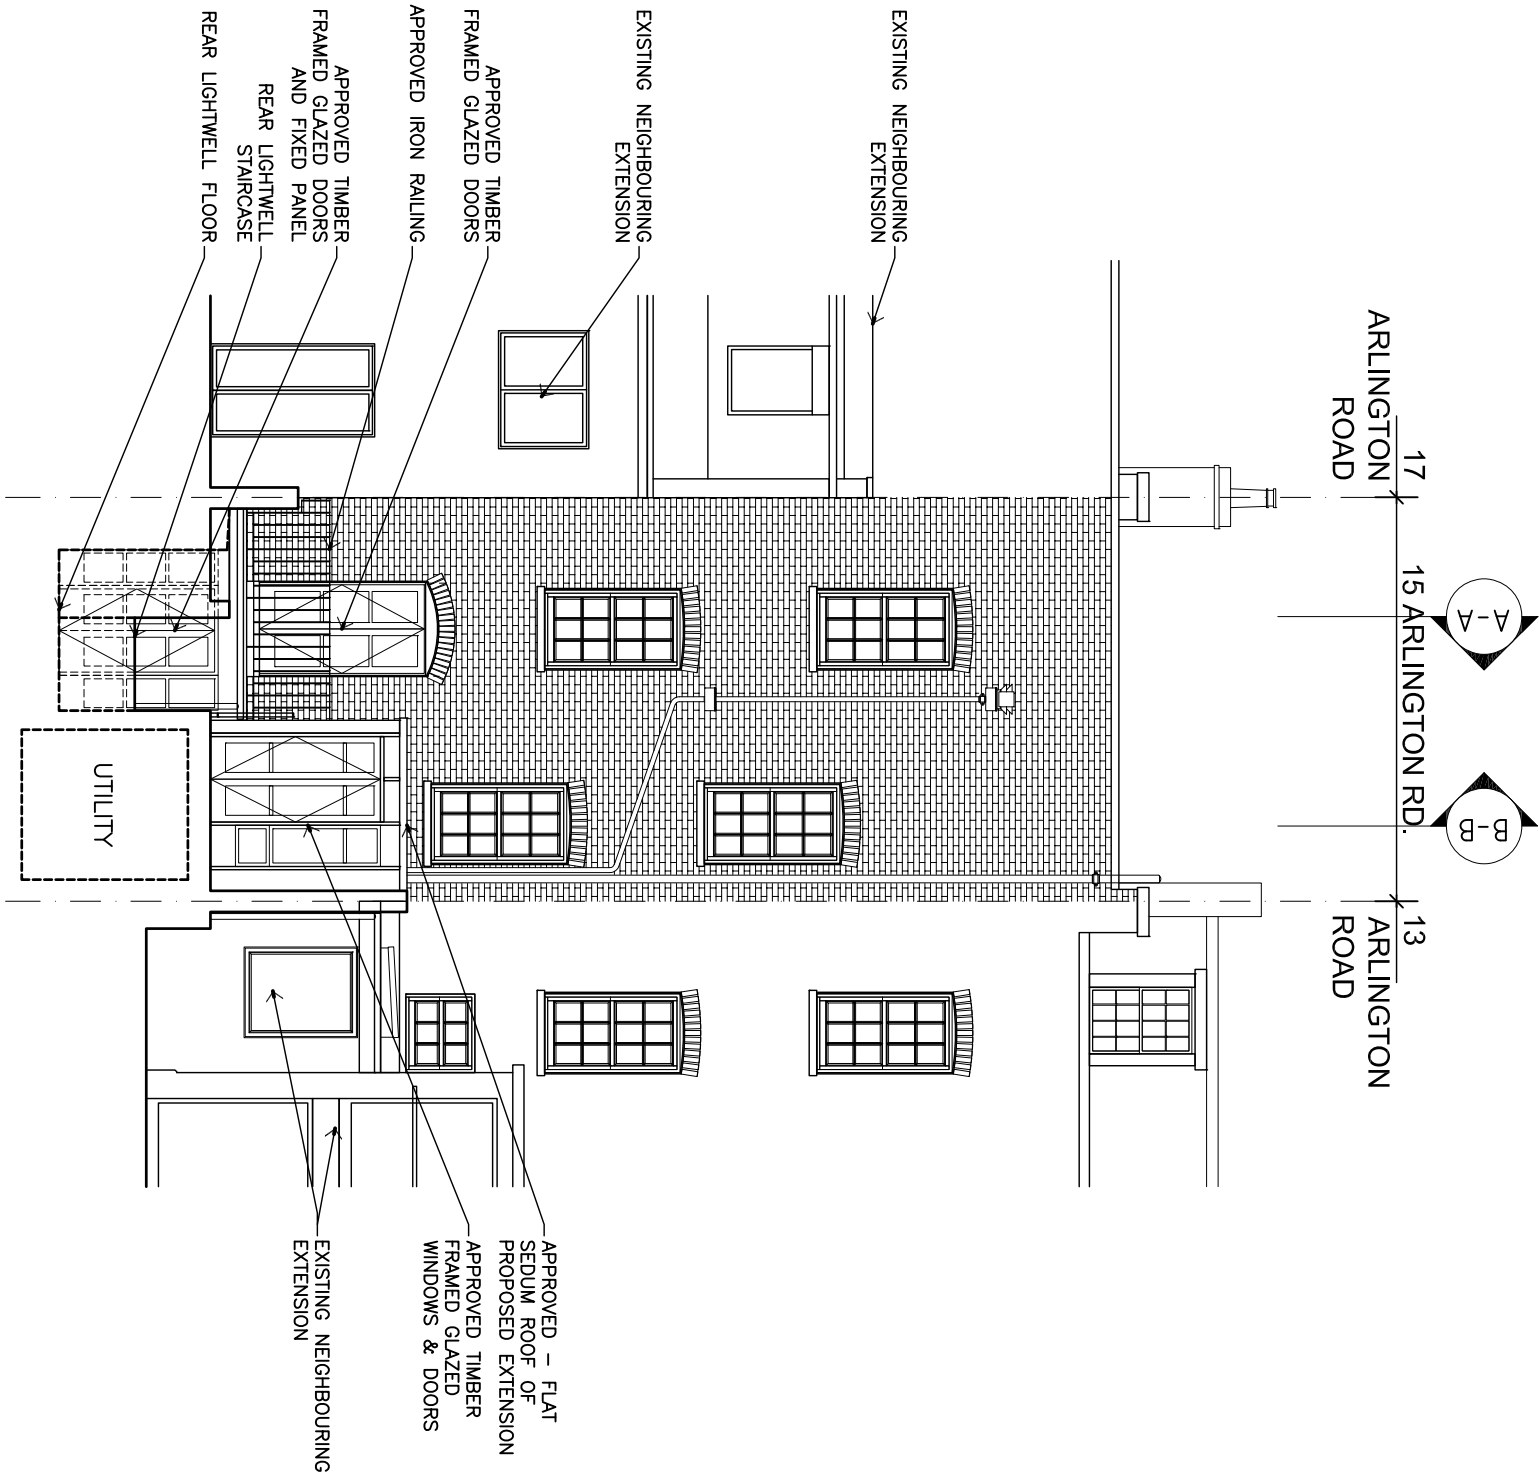 17
ARLINGTON
ROAD
15 ARLINGTON RD.
13
ARLINGTON
ROAD
A-A
B-B
EXISTING NEIGHBOURING
EXTENSION
EXISTING NEIGHBOURING
EXTENSION
APPROVED TIMBER
FRAMED GLAZED DOORS
APPROVED IRON RAILING
APPROVED TIMBER
FRAMED GLAZED DOORS
AND FIXED PANEL
REAR LIGHTWELL
STAIRCASE
REAR LIGHTWELL FLOOR
UTILITY
APPROVED - FLAT
SEDUM ROOF OF
PROPOSED EXTENSION
APPROVED TIMBER
FRAMED GLAZED
WINDOWS & DOORS
EXISTING NEIGHBOURING
EXTENSION